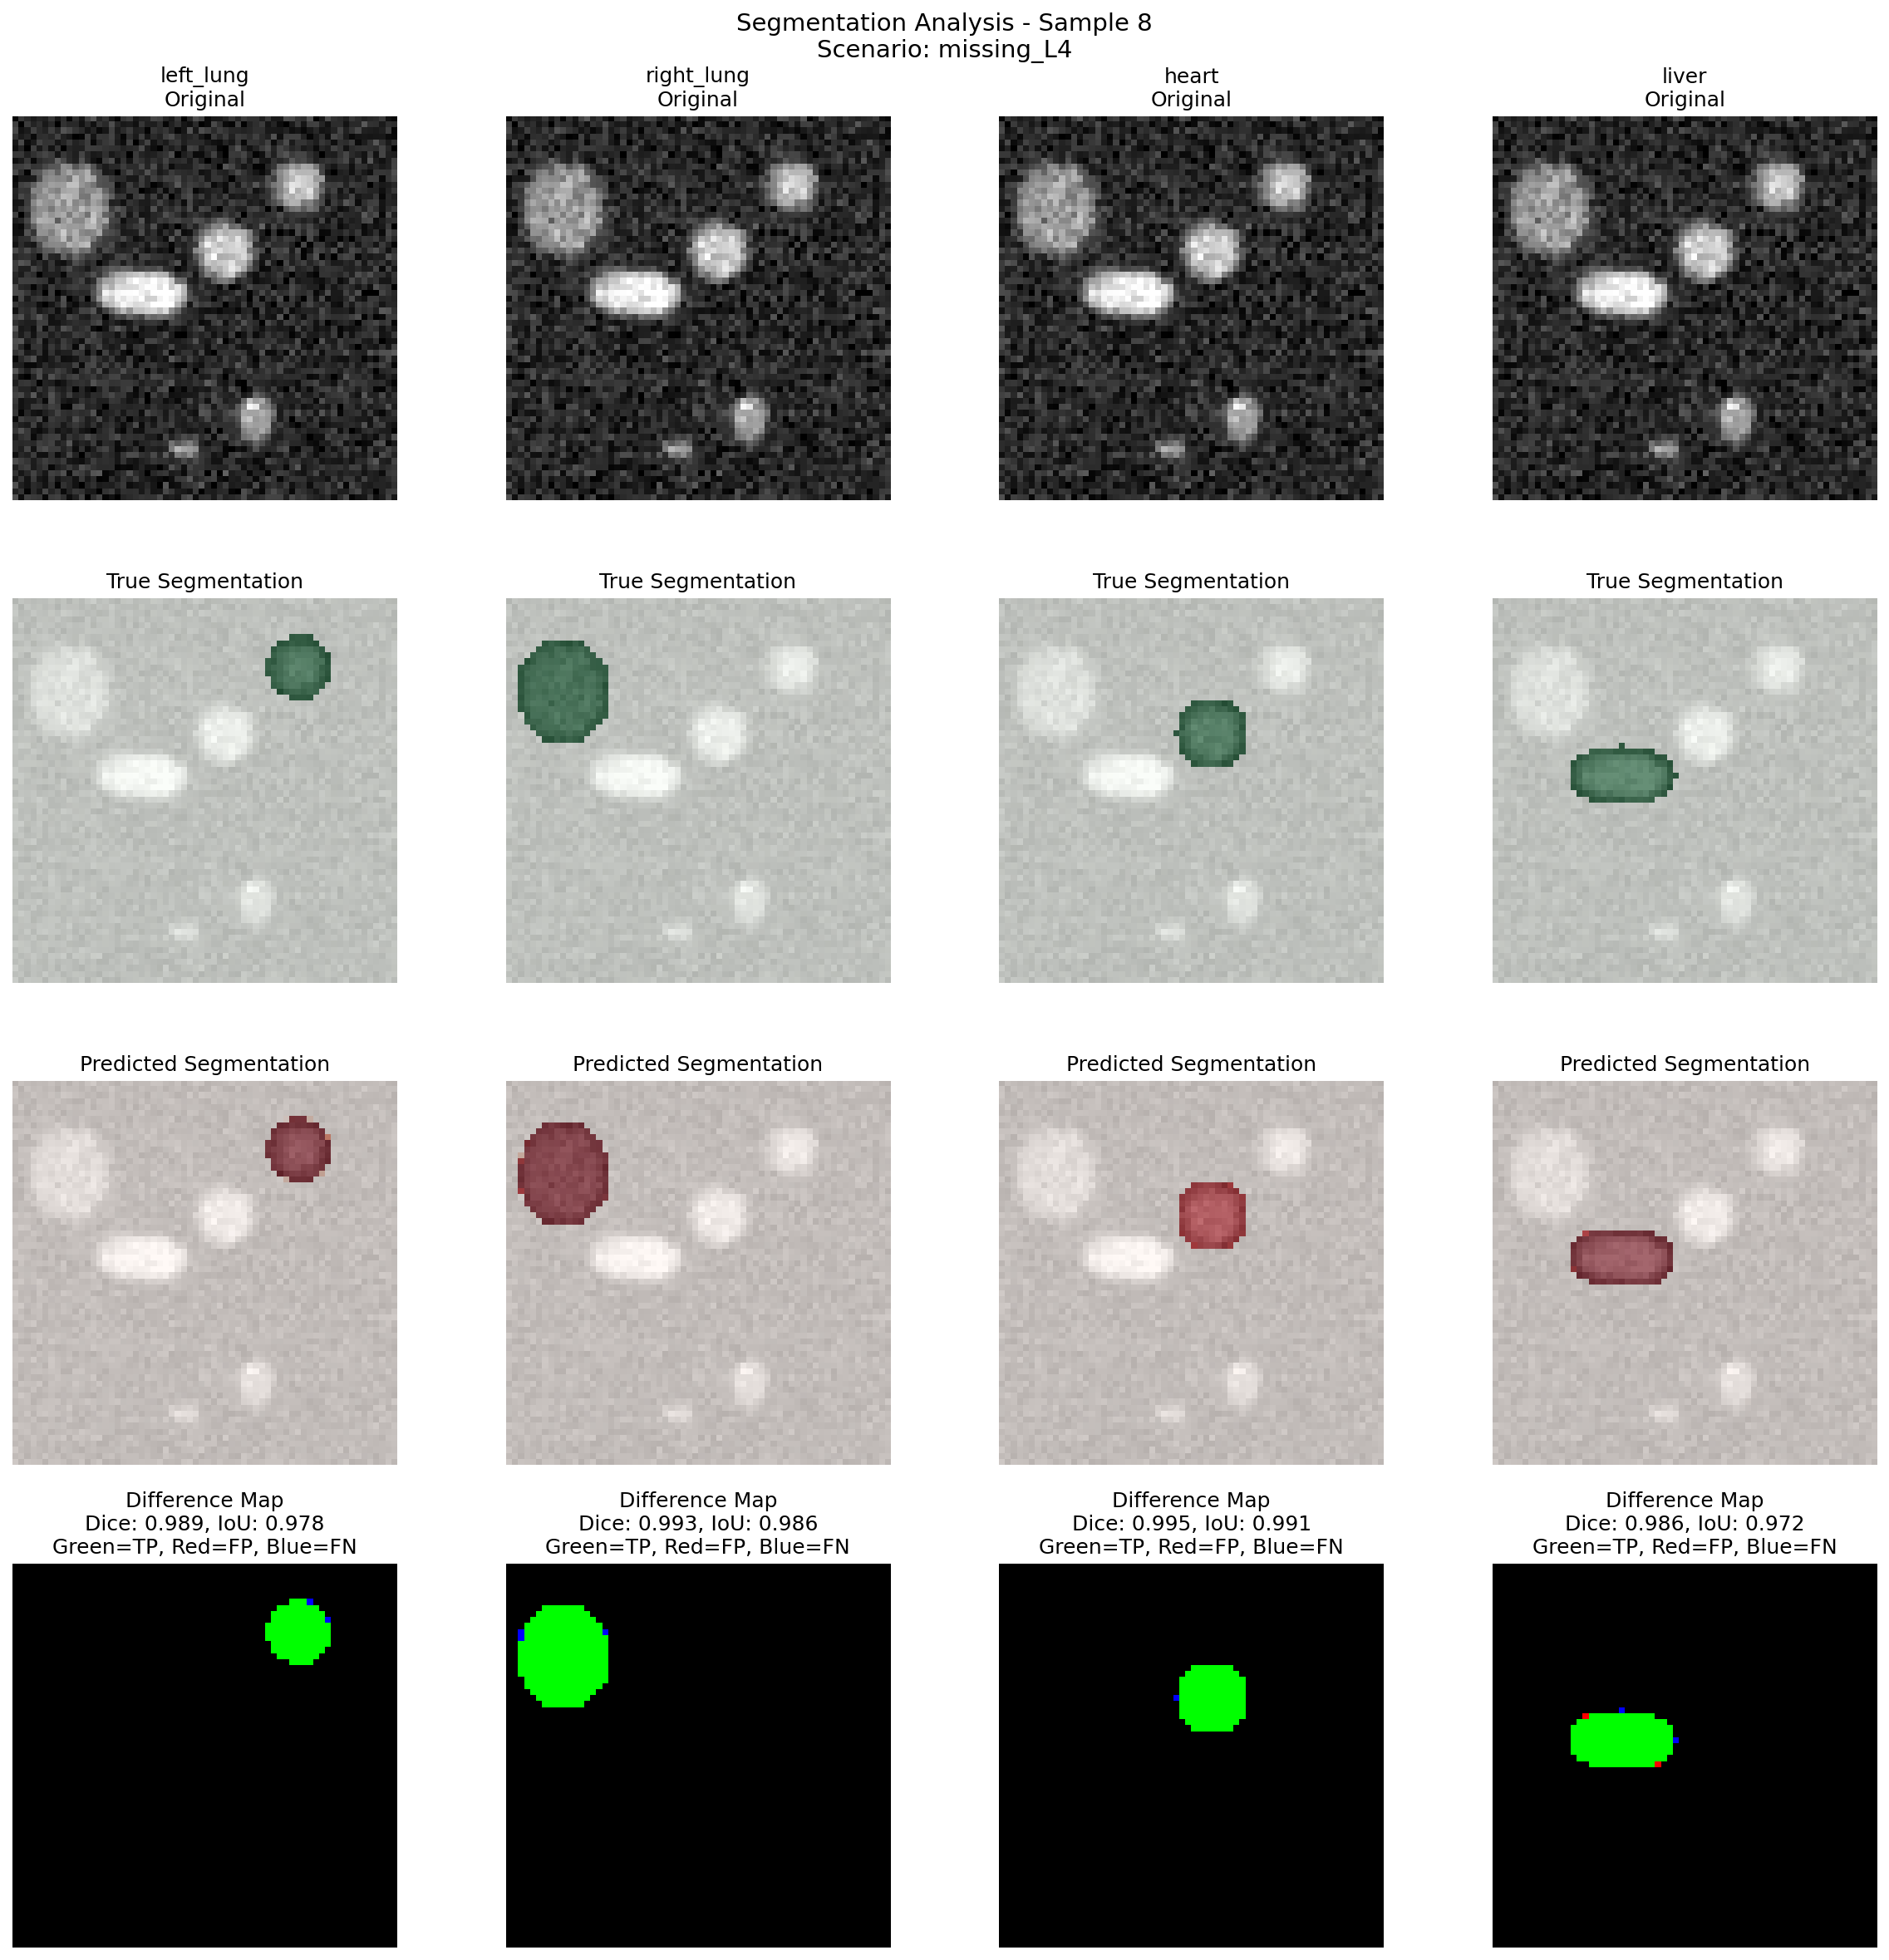 Segmentation Analysis - Sample 8
Scenario: missing_L4
left_lung
Original
right_lung
Original
heart
Original
liver
Original
True Segmentation
True Segmentation
True Segmentation
True Segmentation
Predicted Segmentation
Predicted Segmentation
Predicted Segmentation
Predicted Segmentation
Difference Map
Dice: 0.989, IoU: 0.978
Green=TP, Red=FP, Blue=FN
Difference Map
Dice: 0.993, IoU: 0.986
Green=TP, Red=FP, Blue=FN
Difference Map
Dice: 0.995, IoU: 0.991
Green=TP, Red=FP, Blue=FN
Difference Map
Dice: 0.986, IoU: 0.972
Green=TP, Red=FP, Blue=FN